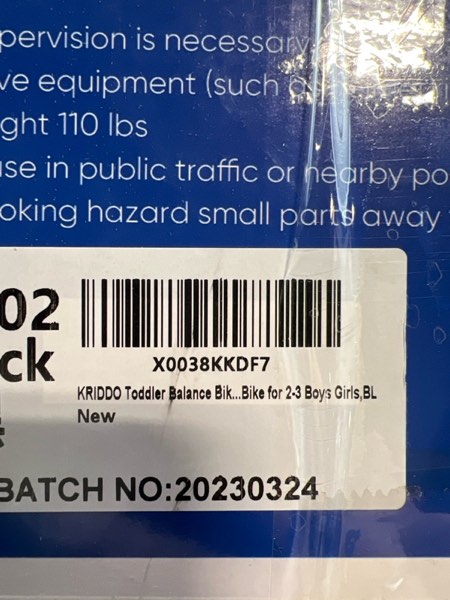 pervision is necessary
ve equipment (such
ght 110 lbs
use in public traffic or nearby po
oking hazard small parts away
02
ck
X0038KKDF7
KRIDDO Toddler Balance Bik...Bike for 2-3 Boys Girls,BL
New
BATCH NO:20230324